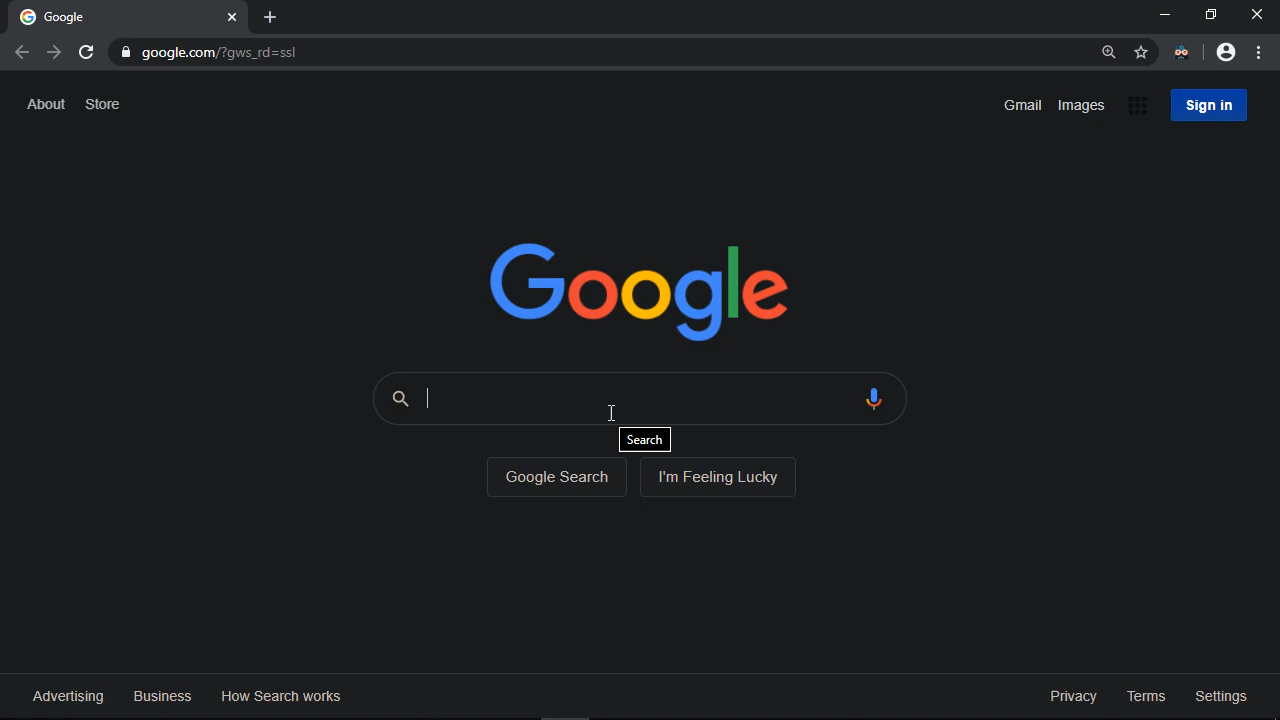 Google
google.com/?gws_rd=ssl
About Store Gmail Images Sign in
Google
Search
Google Search I'm Feeling Lucky
Advertising Business How Search works Privacy Terms Settings